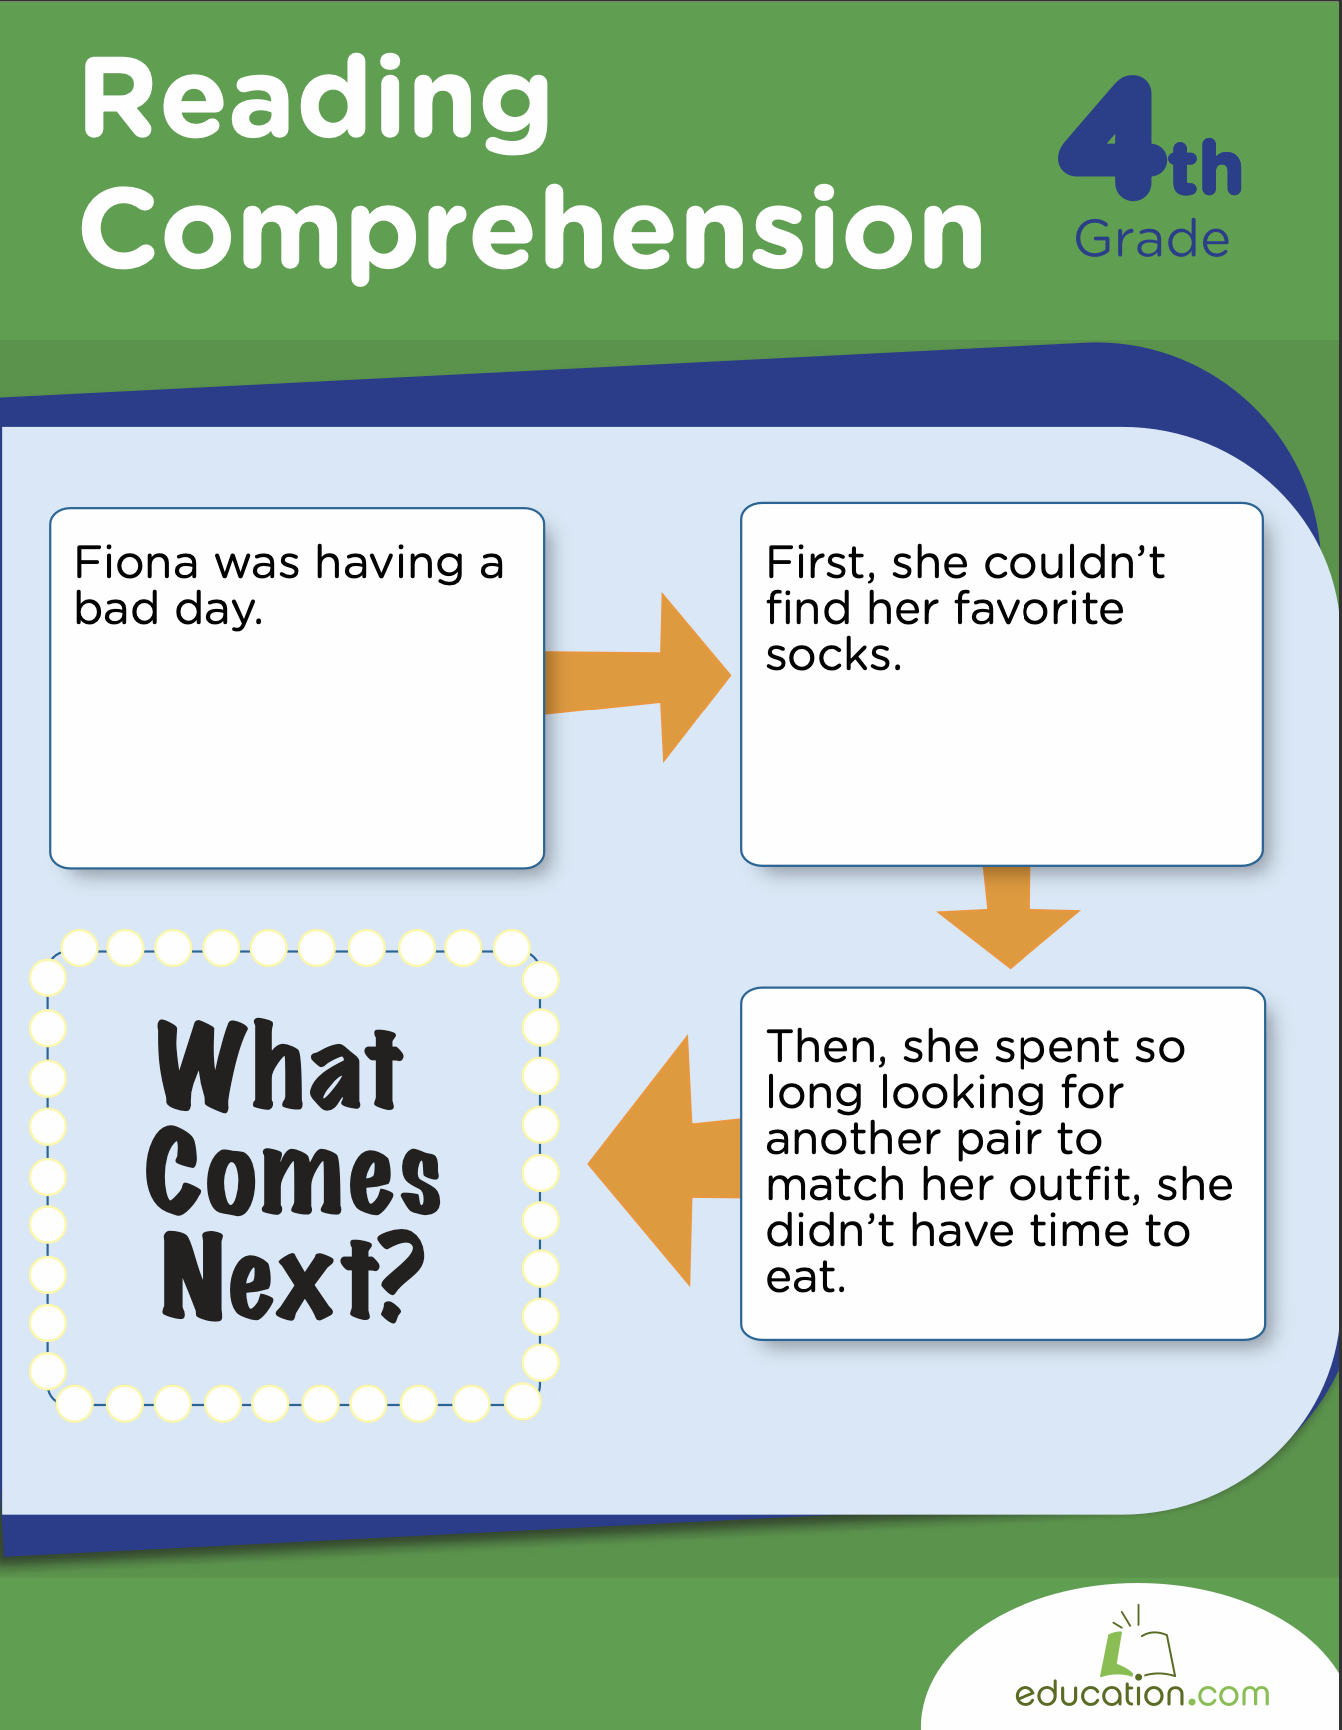 Reading
Comprehension
4th
Grade
Fiona was having a
bad day.
First, she couldn’t
find her favorite
socks.
Then, she spent so
long looking for
another pair to
match her outfit, she
didn’t have time to
eat.
What
Comes
Next?
education.com